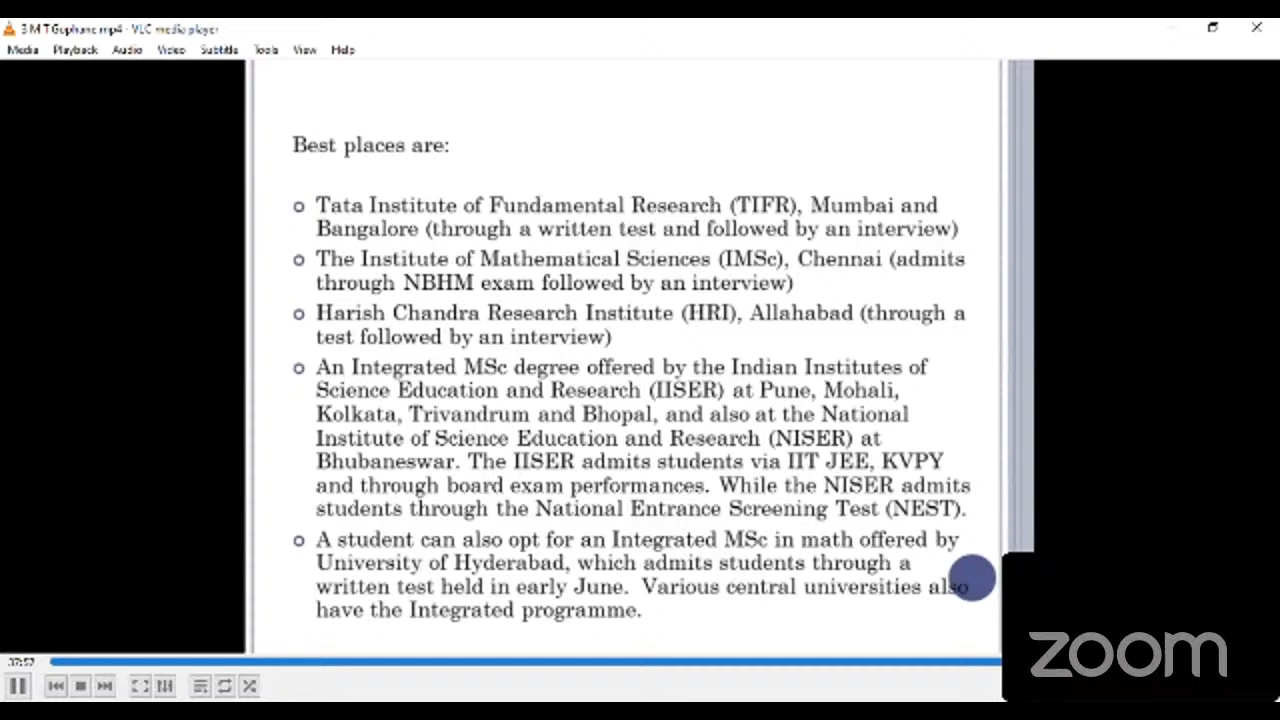 3 M T Gophane.mp4 - VLC media player
Media Playback Audio Video Subtitle Tools View Help
Best places are:
Tata Institute of Fundamental Research (TIFR), Mumbai and
Bangalore (through a written test and followed by an interview)
The Institute of Mathematical Sciences (IMSc), Chennai (admits
through NBHM exam followed by an interview)
Harish Chandra Research Institute (HRI), Allahabad (through a
test followed by an interview)
An Integrated MSc degree offered by the Indian Institutes of
Science Education and Research (IISER) at Pune, Mohali,
Kolkata, Trivandrum and Bhopal, and also at the National
Institute of Science Education and Research (NISER) at
Bhubaneswar. The IISER admits students via IIT JEE, KVPY
and through board exam performances. While the NISER admits
students through the National Entrance Screening Test (NEST).
A student can also opt for an Integrated MSc in math offered by
University of Hyderabad, which admits students through a
written test held in early June. Various central universities also
have the Integrated programme.
zoom